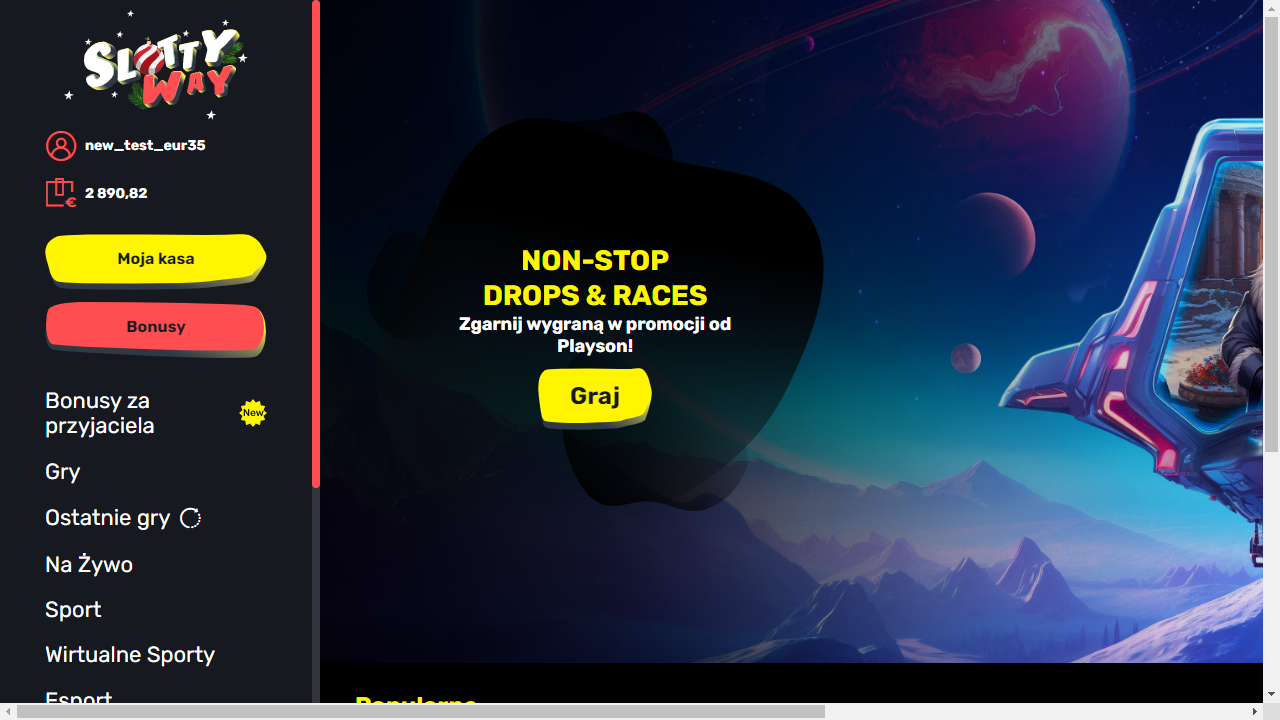 SLOTTY
WAY
new_test_eur35
€
2 890,82
Moja kasa
Bonusy
Bonusy za
przyjaciela
New
Gry
Ostatnie gry
Na Żywo
Sport
Wirtualne Sporty
Esport
NON-STOP
DROPS & RACES
Zgarnij wygraną w promocji od
Playson!
Graj
Popularne